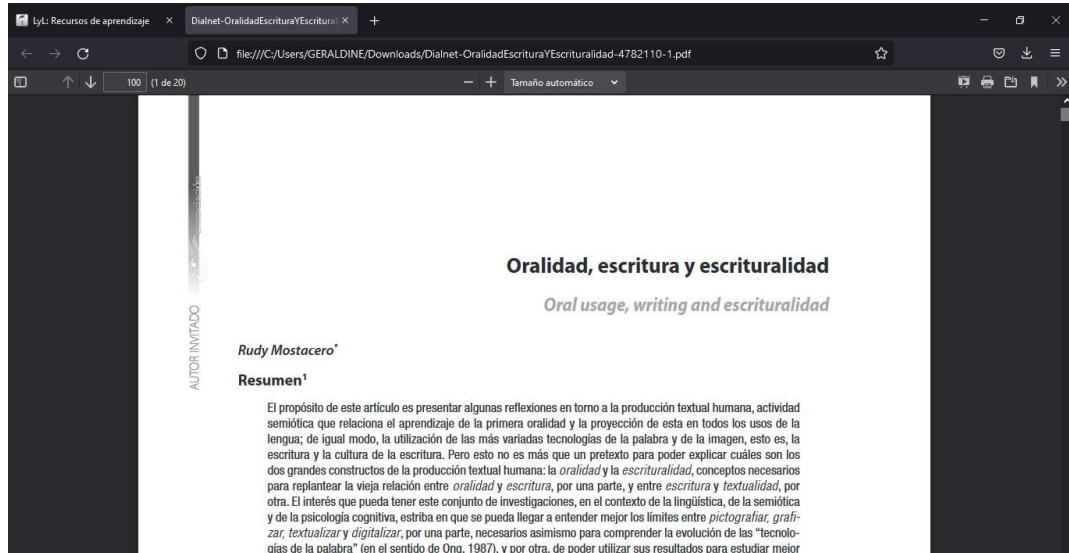 LyL: Recursos de aprendizaje
Dialnet-OralidadEscrituraYEscriturali
file:///C:/Users/GERALDINE/Downloads/Dialnet-OralidadEscrituraYEscrituralidad-4782110-1.pdf
100 (1 de 20) Tamaño automático
Oralidad, escritura y escrituralidad
Oral usage, writing and escrituralidad
AUTOR INVITADO
Rudy Mostacero*
Resumen¹
El propósito de este artículo es presentar algunas reflexiones en torno a la producción textual humana, actividad
semiótica que relaciona el aprendizaje de la primera oralidad y la proyección de esta en todos los usos de la
lengua; de igual modo, la utilización de las más variadas tecnologías de la palabra y de la imagen, esto es, la
escritura y la cultura de la escritura. Pero esto no es más que un pretexto para poder explicar cuáles son los
dos grandes constructos de la producción textual humana: la oralidad y la escrituralidad, conceptos necesarios
para replantear la vieja relación entre oralidad y escritura, por una parte, y entre escritura y textualidad, por
otra. El interés que pueda tener este conjunto de investigaciones, en el contexto de la lingüística, de la semiótica
y de la psicología cognitiva, estriba en que se pueda llegar a entender mejor los límites entre pictografiar, grafi-
zar, textualizar y digitalizar, por una parte, necesarios asimismo para comprender la evolución de las "tecnolo-
gías de la palabra" (en el sentido de Ong, 1987), y por otra, de poder utilizar sus resultados para estudiar mejor